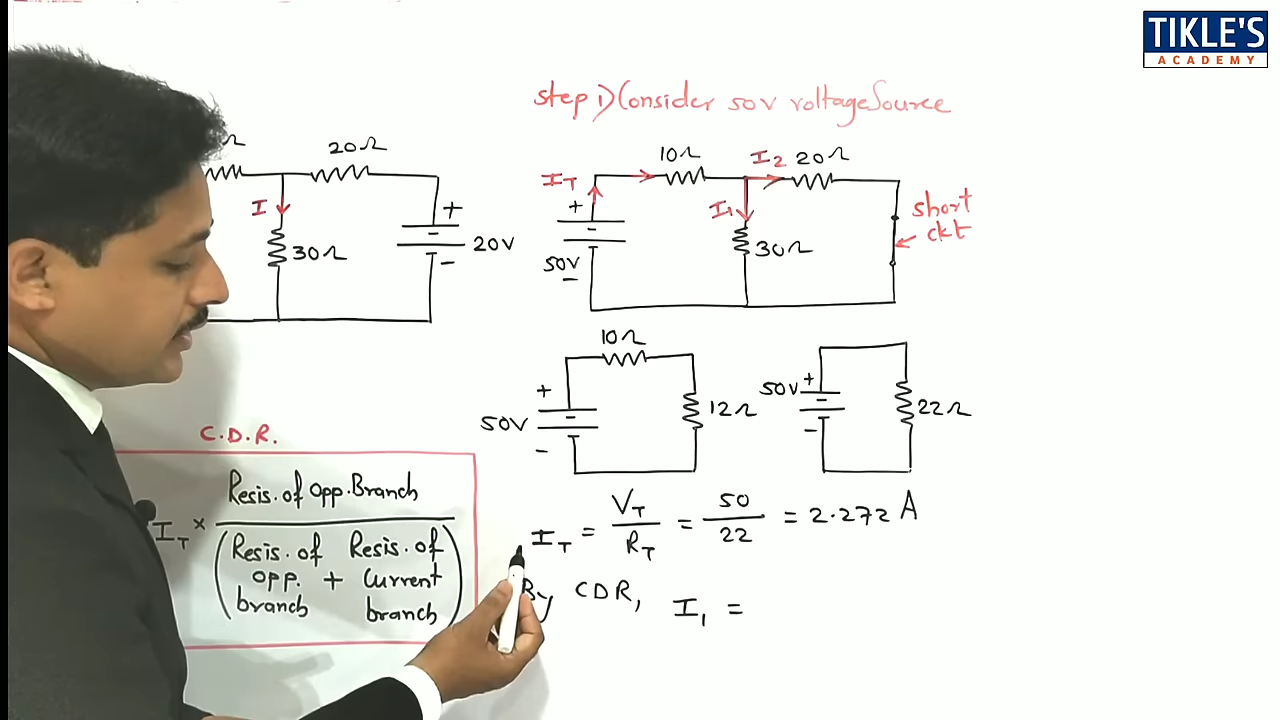 TIKLE'S
ACADEMY
step 1) Consider 50V voltage Source
Ω 20Ω
I
30Ω
+
20V
-
IT 10Ω I2 20Ω
+
I1
30Ω
50V
short
ckt
10Ω
+
50V
-
12Ω
50V +
-
22Ω
C.D.R.
IT × Resis. of Opp. Branch
(Resis. of opp. branch + Resis. of Current branch)
IT = VT / RT = 50 / 22 = 2.272 A
By CDR, I1 =